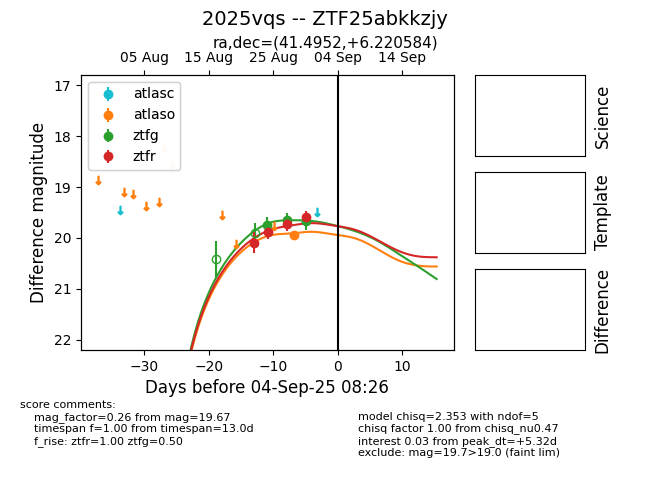 2025vqs -- ZTF25abkkzjy
ra,dec=(41.4952,+6.220584)
05 Aug 15 Aug 25 Aug 04 Sep 14 Sep
atlasc
atlaso
ztfg
ztfr
17
18
19
20
21
22
Difference magnitude
−30 −20 −10 0 10
Days before 04-Sep-25 08:26
Science
Template
Difference
score comments:
mag_factor=0.26 from mag=19.67
timespan f=1.00 from timespan=13.0d
f_rise: ztfr=1.00 ztfg=0.50
model chisq=2.353 with ndof=5
chisq factor 1.00 from chisq_nu0.47
interest 0.03 from peak_dt=+5.32d
exclude: mag=19.7>19.0 (faint lim)